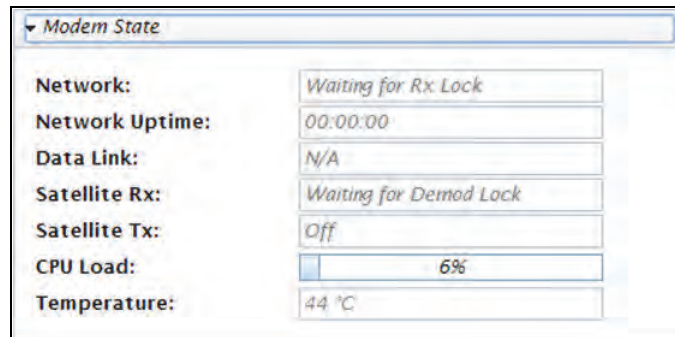 Modem State
Network: Waiting for Rx Lock
Network Uptime: 00:00:00
Data Link: N/A
Satellite Rx: Waiting for Demod Lock
Satellite Tx: Off
CPU Load: 6%
Temperature: 44 °C